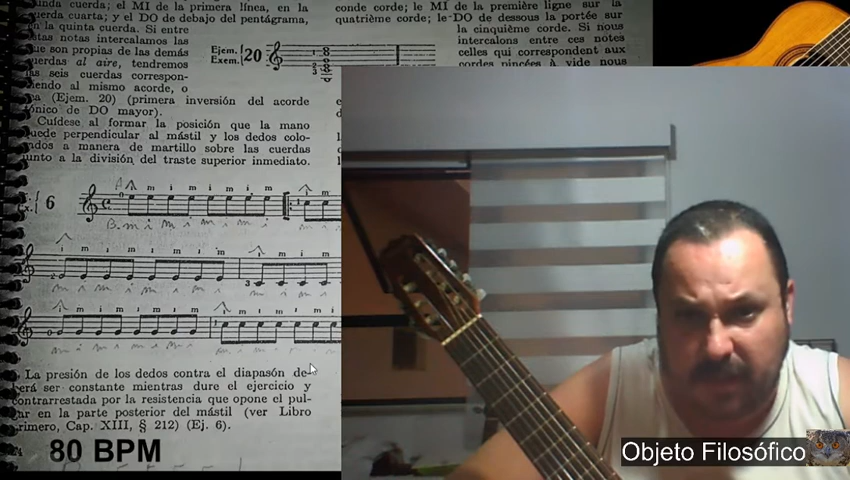 cuerda; el MI de la primera línea, en la
cuarta; y el DO de debajo del pentágrama,
en la quinta cuerda. Si entre
estas notas intercalamos las
que son propias de las demás
cuerdas al aire, tendremos
las seis cuerdas correspon-
diendo al mismo acorde, o
(Ejem. 20) (primera inversión del acorde
tónico de DO mayor).
Cuídese al formar la posición que la mano
quede perpendicular al mástil y los dedos colo-
cados a manera de martillo sobre las cuerdas
junto a la división del traste superior inmediato.
conde corde; le MI de la première ligne sur la
quatrième corde; le DO de dessous la portée sur
la cinquième corde. Si nous
intercalons entre ces notes
celles qui correspondent aux
cordes pincées à vide nous
Ejem.
Exem. 20
1
2
3
6
i m i m i m
i m
B. m i m i m i
i m i m i m
i m
3
i m i m i m
i m i m
La presión de los dedos contra el diapasón de-
berá ser constante mientras dure el ejercicio y
contrarrestada por la resistencia que opone el pul-
gar en la parte posterior del mástil (ver Libro
primero, Cap. XIII, § 212) (Ej. 6).
80 BPM
Objeto Filosófico